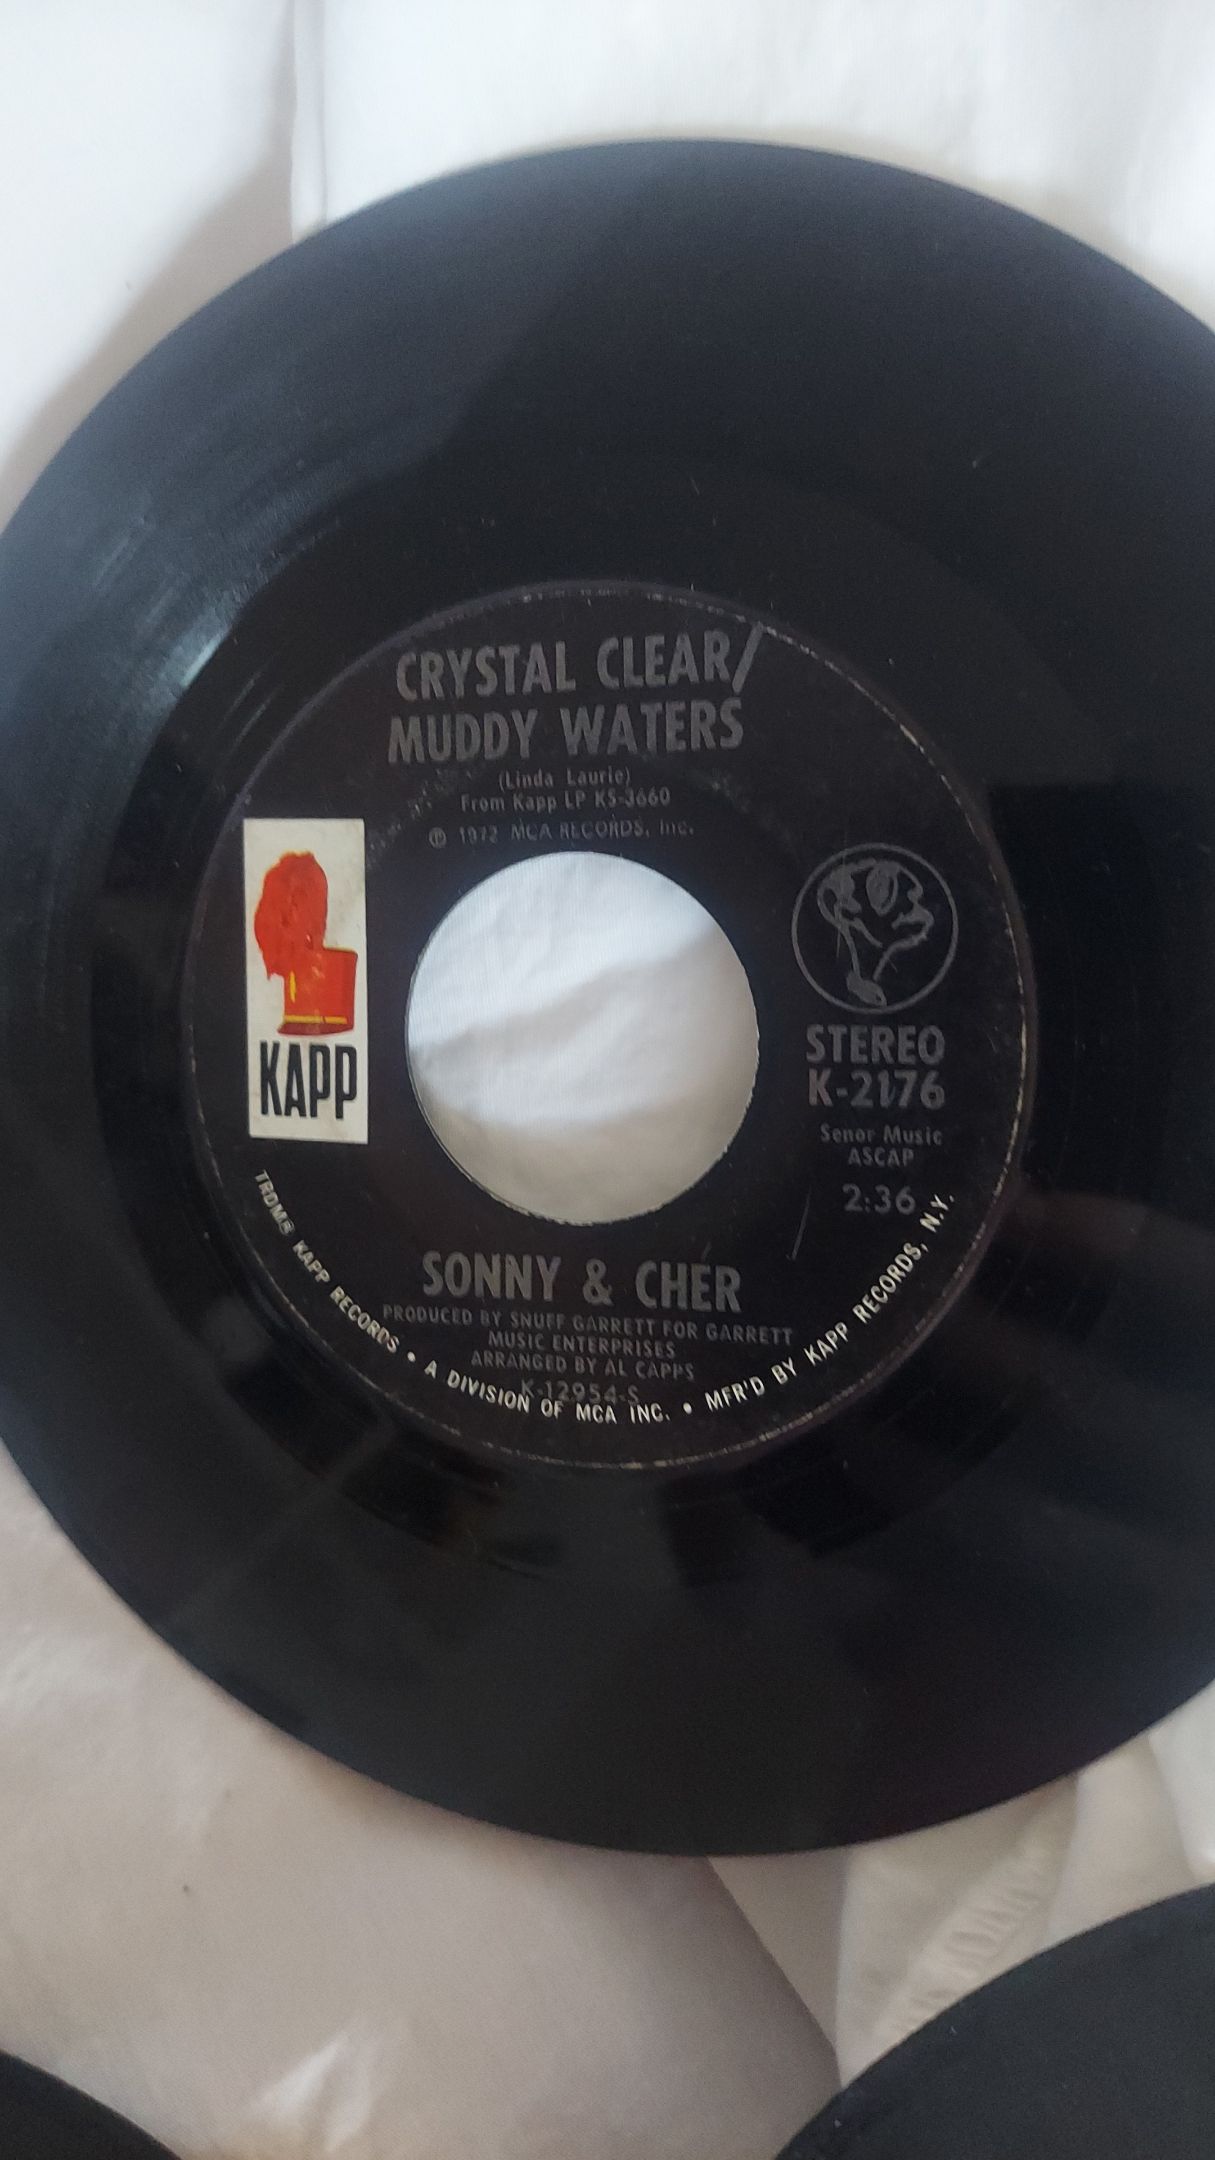 CRYSTAL CLEAR/
MUDDY WATERS
(Linda Laurie)
From Kapp LP KS-3660
℗ 1972 MCA RECORDS, Inc.
KAPP
STEREO
K-2176
Senor Music
ASCAP
2:36
SONNY & CHER
PRODUCED BY SNUFF GARRETT FOR GARRETT
MUSIC ENTERPRISES
ARRANGED BY AL CAPPS
K-12954-S
TRDMK KAPP RECORDS • A DIVISION OF MCA INC. • MFR'D BY KAPP RECORDS, N.Y.